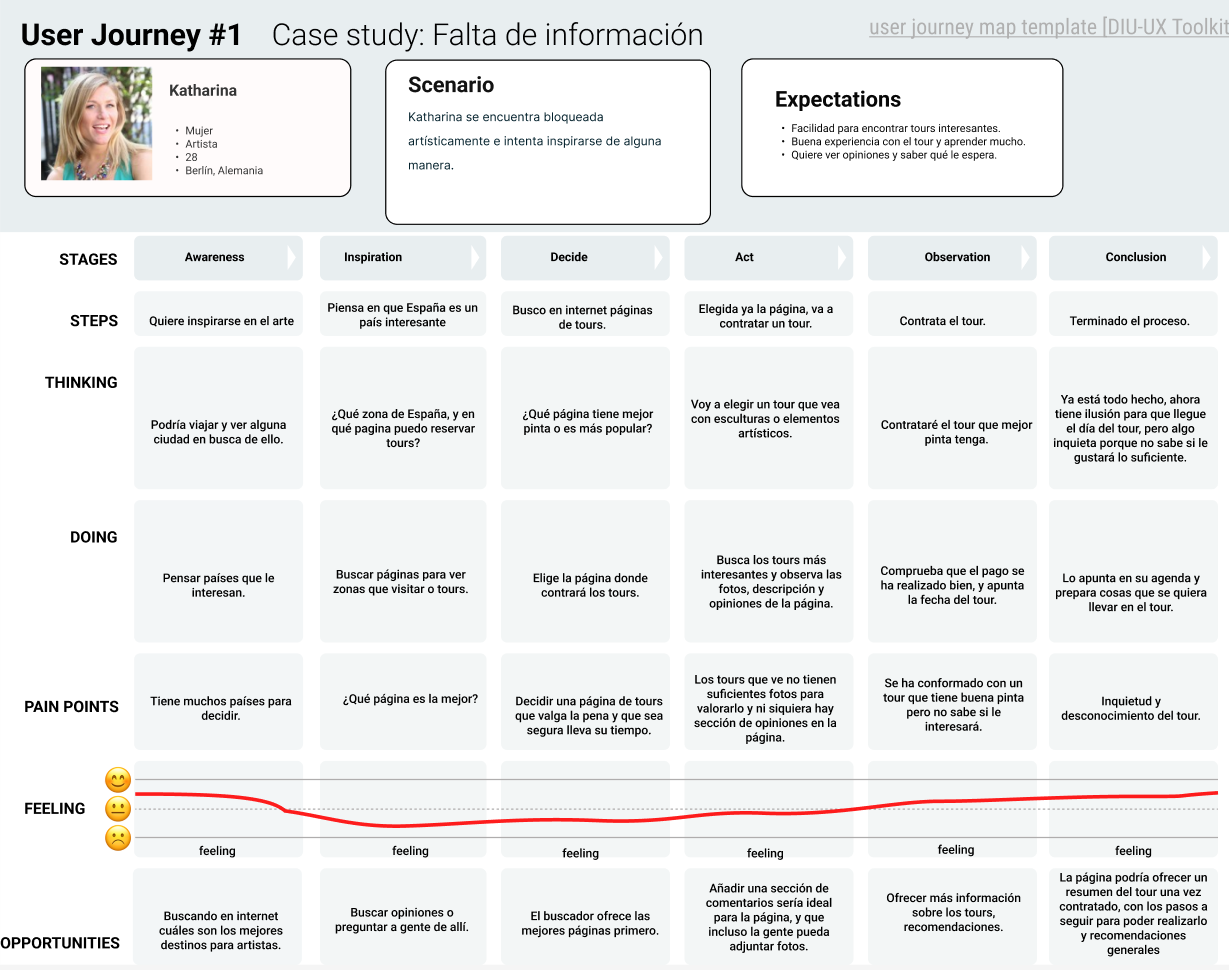 User Journey #1 Case study: Falta de información
user journey map template [DIU-UX Toolkit
Katharina
• Mujer
• Artista
• 28
• Berlín, Alemania
Scenario
Katharina se encuentra bloqueada
artísticamente e intenta inspirarse de alguna
manera.
Expectations
• Facilidad para encontrar tours interesantes.
• Buena experiencia con el tour y aprender mucho.
• Quiere ver opiniones y saber qué le espera.
STAGES
Awareness
Inspiration
Decide
Act
Observation
Conclusion
STEPS
Quiere inspirarse en el arte
Piensa en que España es un
país interesante
Busco en internet páginas
de tours.
Elegida ya la página, va a
contratar un tour.
Contrata el tour.
Terminado el proceso.
THINKING
Podría viajar y ver alguna
ciudad en busca de ello.
¿Qué zona de España, y en
qué pagina puedo reservar
tours?
¿Qué página tiene mejor
pinta o es más popular?
Voy a elegir un tour que vea
con esculturas o elementos
artísticos.
Contrataré el tour que mejor
pinta tenga.
Ya está todo hecho, ahora
tiene ilusión para que llegue
el día del tour, pero algo
inquieta porque no sabe si le
gustará lo suficiente.
DOING
Pensar países que le
interesan.
Buscar páginas para ver
zonas que visitar o tours.
Elige la página donde
contrará los tours.
Busca los tours más
interesantes y observa las
fotos, descripción y
opiniones de la página.
Comprueba que el pago se
ha realizado bien, y apunta
la fecha del tour.
Lo apunta en su agenda y
prepara cosas que se quiera
llevar en el tour.
PAIN POINTS
Tiene muchos países para
decidir.
¿Qué página es la mejor?
Decidir una página de tours
que valga la pena y que sea
segura lleva su tiempo.
Los tours que ve no tienen
suficientes fotos para
valorarlo y ni siquiera hay
sección de opiniones en la
página.
Se ha conformado con un
tour que tiene buena pinta
pero no sabe si le
interesará.
Inquietud y
desconocimiento del tour.
FEELING
feeling
feeling
feeling
feeling
feeling
feeling
OPPORTUNITIES
Buscando en internet
cuáles son los mejores
destinos para artistas.
Buscar opiniones o
preguntar a gente de allí.
El buscador ofrece las
mejores páginas primero.
Añadir una sección de
comentarios sería ideal
para la página, y que
incluso la gente pueda
adjuntar fotos.
Ofrecer más información
sobre los tours,
recomendaciones.
La página podría ofrecer un
resumen del tour una vez
contratado, con los pasos a
seguir para poder realizarlo
y recomendaciones
generales